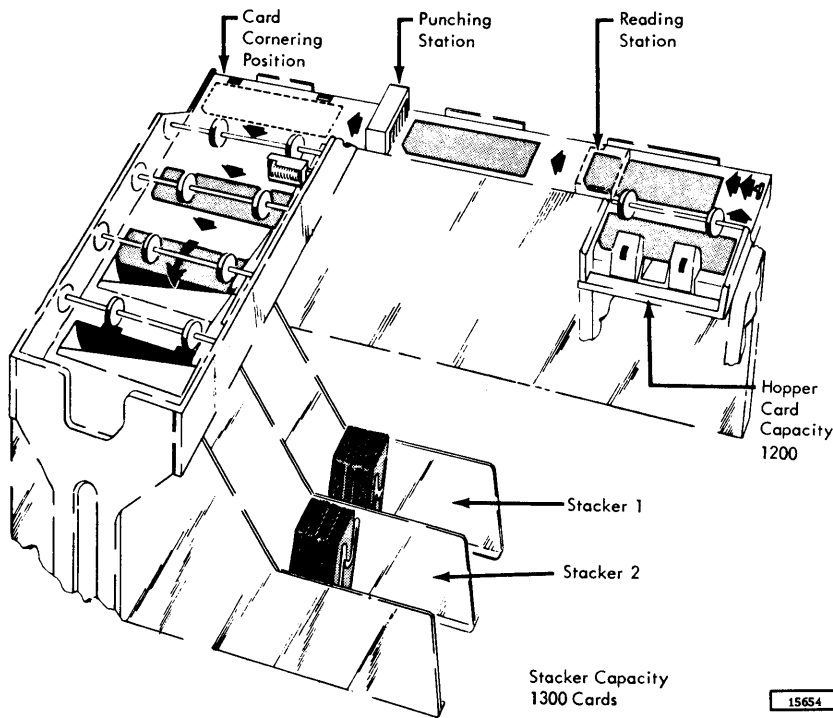 Card
Cornering
Position
Punching
Station
Reading
Station
Hopper
Card
Capacity
1200
Stacker 1
Stacker 2
Stacker Capacity
1300 Cards
15654